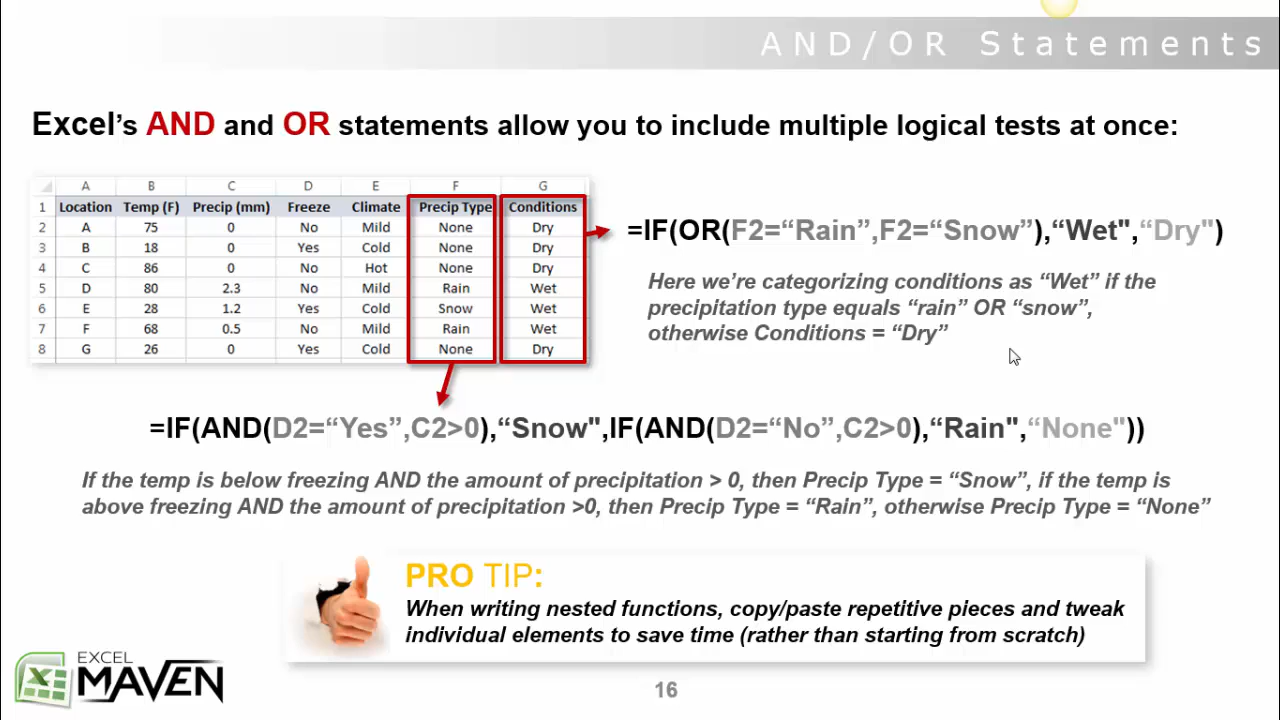 AND/OR Statements
Excel’s AND and OR statements allow you to include multiple logical tests at once:
A B C D E F G
1 Location Temp (F) Precip (mm) Freeze Climate Precip Type Conditions
2 A 75 0 No Mild None Dry
3 B 18 0 Yes Cold None Dry
4 C 86 0 No Hot None Dry
5 D 80 2.3 No Mild Rain Wet
6 E 28 1.2 Yes Cold Snow Wet
7 F 68 0.5 No Mild Rain Wet
8 G 26 0 Yes Cold None Dry
=IF(OR(F2=“Rain”,F2=“Snow”),“Wet",“Dry")
Here we’re categorizing conditions as “Wet” if the
precipitation type equals “rain” OR “snow”,
otherwise Conditions = “Dry”
=IF(AND(D2=“Yes”,C2>0),“Snow",IF(AND(D2=“No”,C2>0),“Rain",“None"))
If the temp is below freezing AND the amount of precipitation > 0, then Precip Type = “Snow”, if the temp is
above freezing AND the amount of precipitation >0, then Precip Type = “Rain”, otherwise Precip Type = “None”
PRO TIP:
When writing nested functions, copy/paste repetitive pieces and tweak
individual elements to save time (rather than starting from scratch)
EXCEL
MAVEN
16